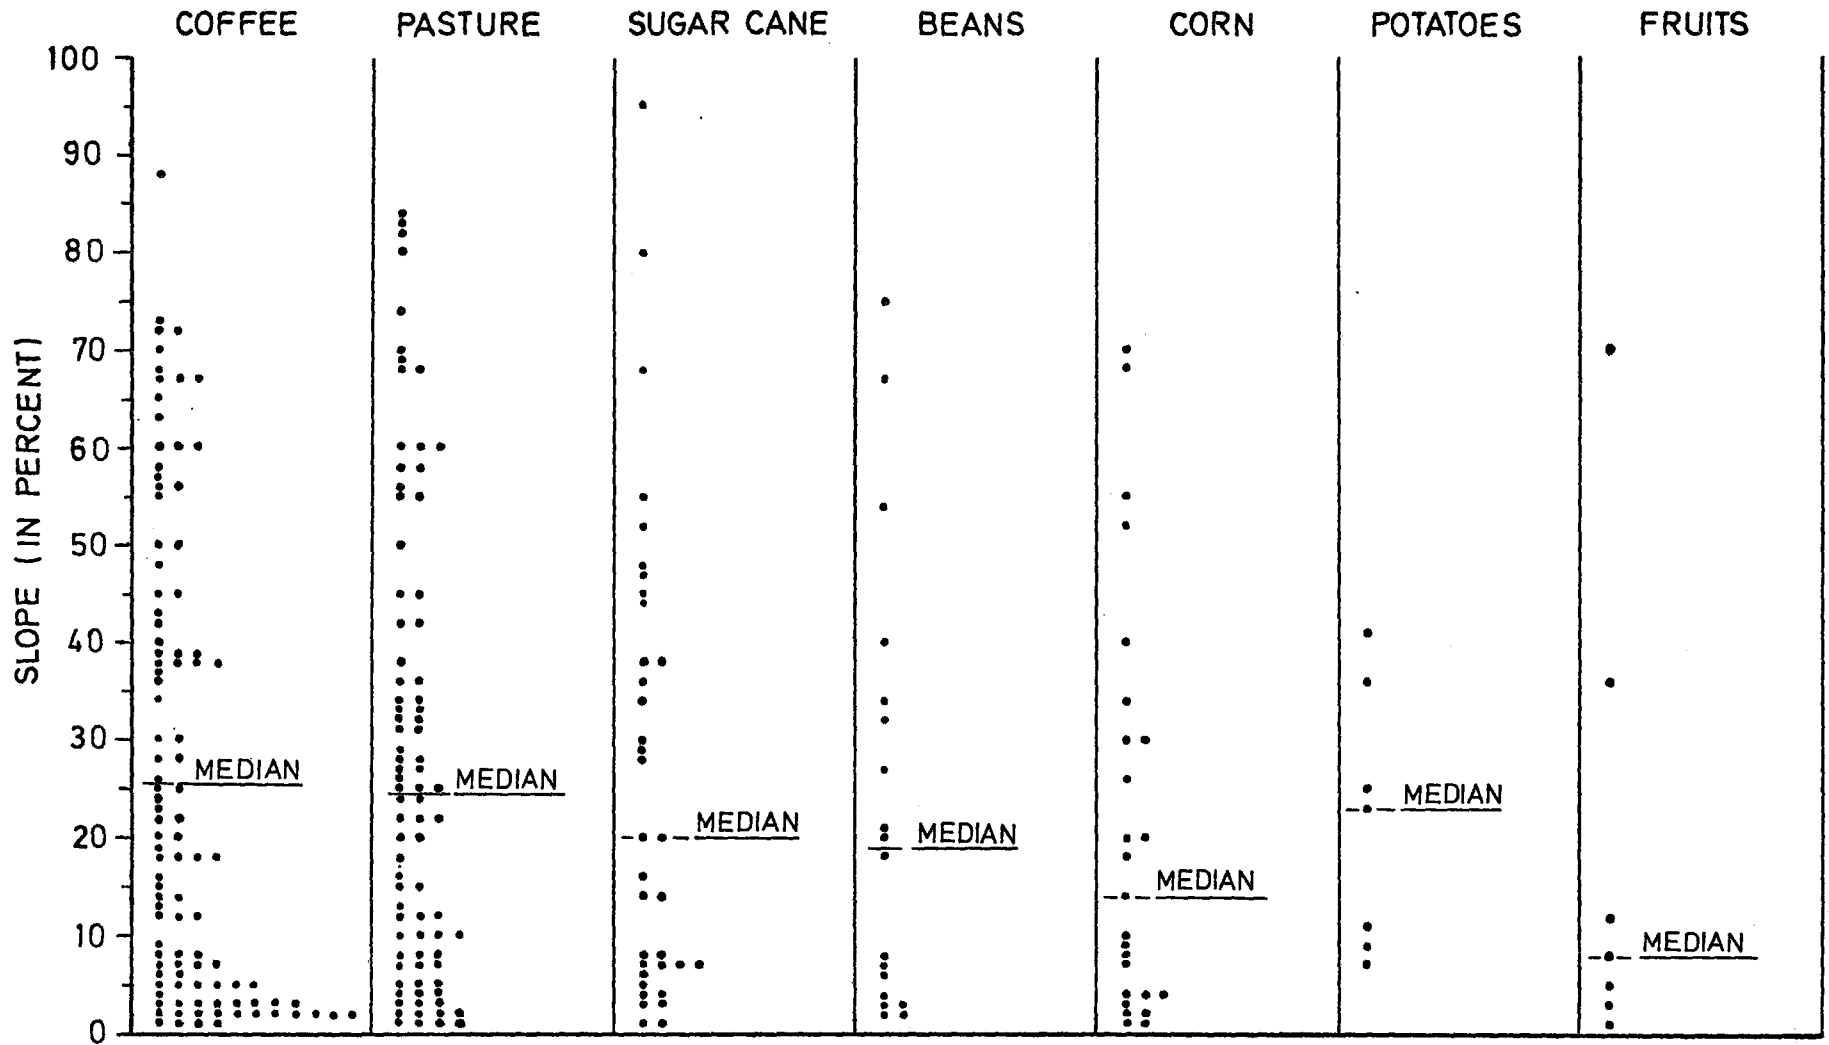 COFFEE PASTURE SUGAR CANE BEANS CORN POTATOES FRUITS
SLOPE (IN PERCENT)
100
90
80
70
60
50
40
30
20
10
0
MEDIAN
MEDIAN
MEDIAN
MEDIAN
MEDIAN
MEDIAN
MEDIAN